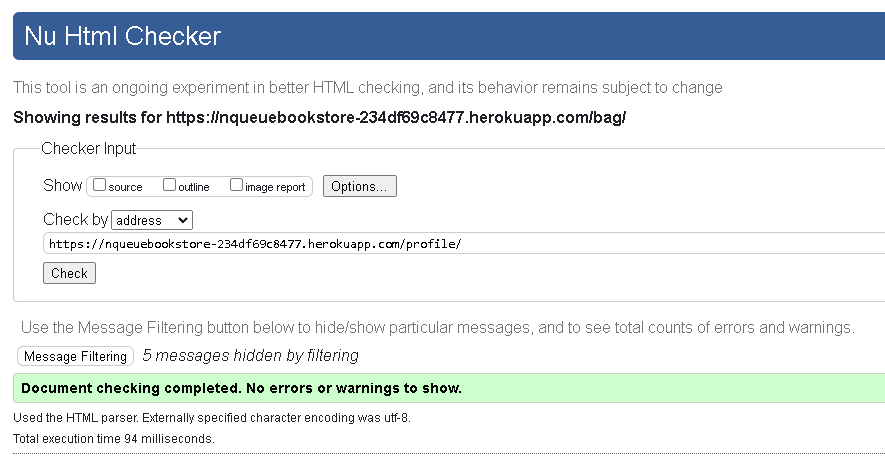 Nu Html Checker
This tool is an ongoing experiment in better HTML checking, and its behavior remains subject to change
Showing results for https://nqueuebookstore-234df69c8477.herokuapp.com/bag/
Checker Input
Show source outline image report Options...
Check by address
https://nqueuebookstore-234df69c8477.herokuapp.com/profile/
Check
Use the Message Filtering button below to hide/show particular messages, and to see total counts of errors and warnings.
Message Filtering 5 messages hidden by filtering
Document checking completed. No errors or warnings to show.
Used the HTML parser. Externally specified character encoding was utf-8.
Total execution time 94 milliseconds.